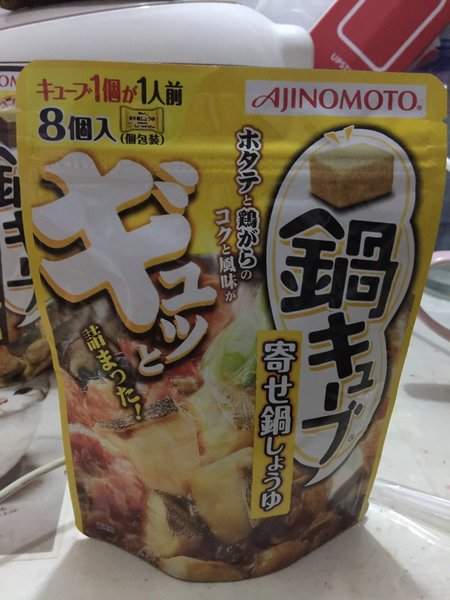 キューブ1個が1人前
8個入
(個包装)
AJINOMOTO®
ホタテと鶏がらの
コクと風味が
ギュッと
詰まった!
鍋キューブ®
寄せ鍋しょうゆ
UPST